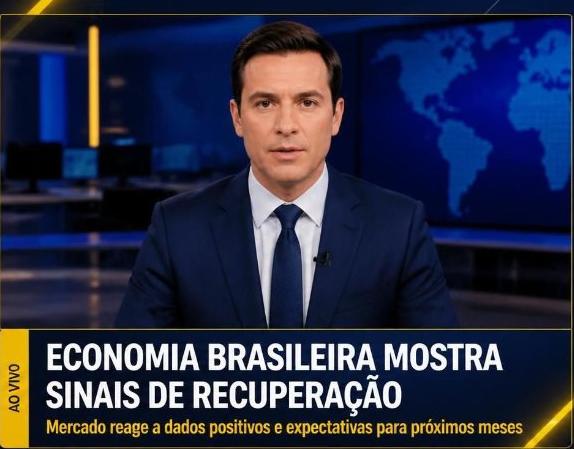 AO VIVO
ECONOMIA BRASILEIRA MOSTRA
SINAIS DE RECUPERAÇÃO
Mercado reage a dados positivos e expectativas para próximos meses